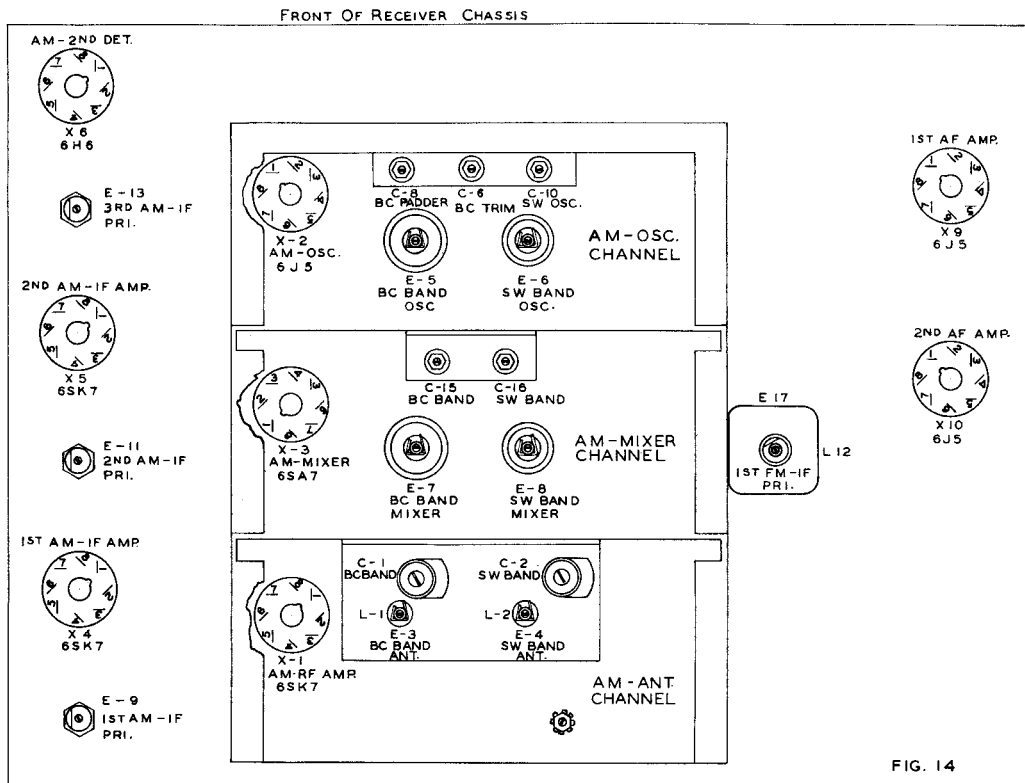 FRONT OF RECEIVER CHASSIS
AM-2ND DET.
X 6
6H6
E-13
3RD AM-IF
PRI.
2ND AM-IF AMP.
X 5
6SK7
E-11
2ND AM-IF
PRI.
1ST AM-IF AMP.
X 4
6SK7
E-9
1ST AM-IF
PRI.
X-2
AM-OSC.
6J5
C-8
BC PADDER
C-6
BC TRIM
C-10
SW OSC.
E-5
BC BAND
OSC
E-6
SW BAND
OSC.
AM-OSC.
CHANNEL
X-3
AM-MIXER
6SA7
C-15
BC BAND
C-16
SW BAND
E-7
BC BAND
MIXER
E-8
SW BAND
MIXER
AM-MIXER
CHANNEL
X-1
AM-RF AMP.
6SK7
C-1
BC BAND
C-2
SW BAND
L-1
E-3
BC BAND
ANT.
L-2
E-4
SW BAND
ANT.
AM-ANT.
CHANNEL
1ST AF AMP.
X 9
6J5
2ND AF AMP.
X 10
6J5
E 17
L 12
1ST FM-IF
PRI.
FIG. 14